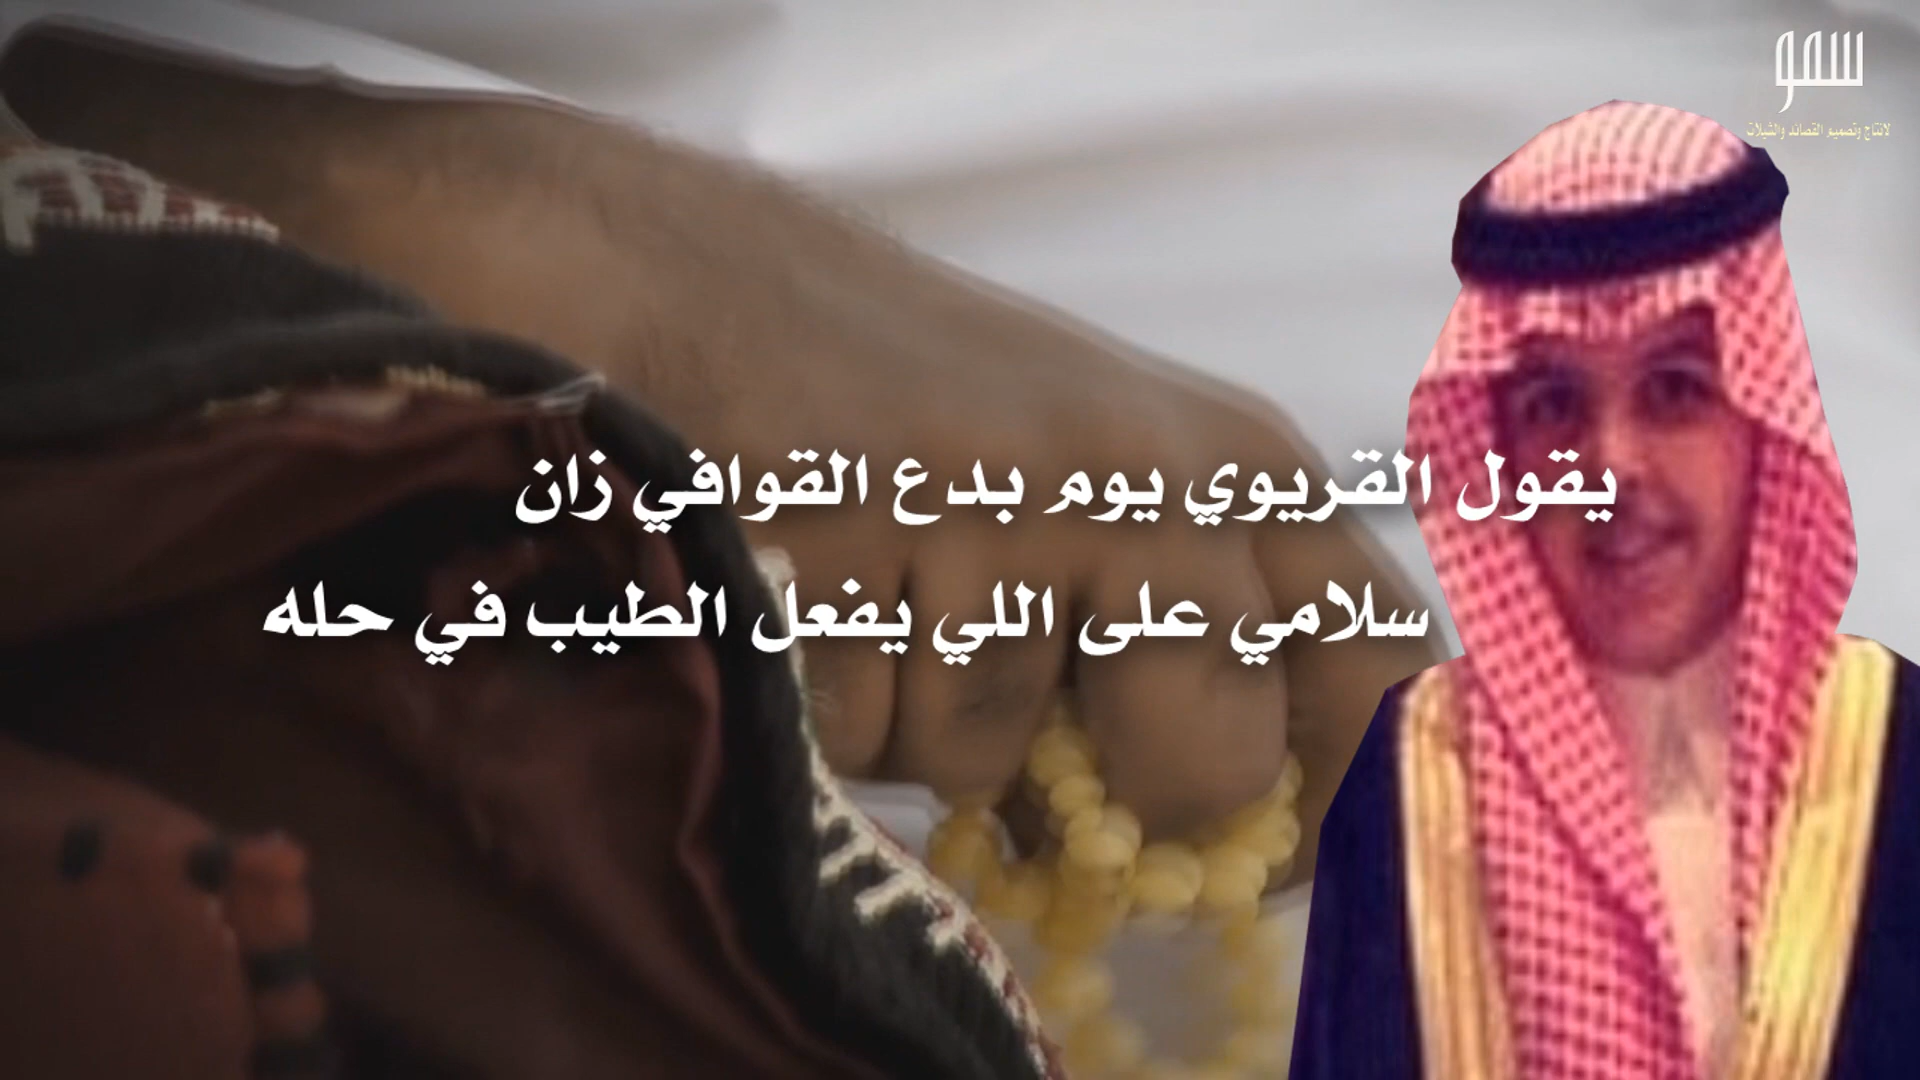 سمو
لانتاج وتصميم القصائد والشيلات
يقول القريوي يوم بدع القوافي زان
سلامي على اللي يفعل الطيب في حله